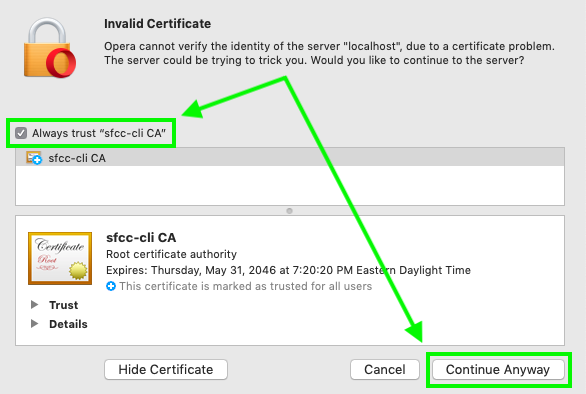 Invalid Certificate
Opera cannot verify the identity of the server "localhost", due to a certificate problem.
The server could be trying to trick you. Would you like to continue to the server?
Always trust “sfcc-cli CA”
sfcc-cli CA
Certificate
Root
sfcc-cli CA
Root certificate authority
Expires: Thursday, May 31, 2046 at 7:20:20 PM Eastern Daylight Time
This certificate is marked as trusted for all users
Trust
Details
Hide Certificate
Cancel
Continue Anyway